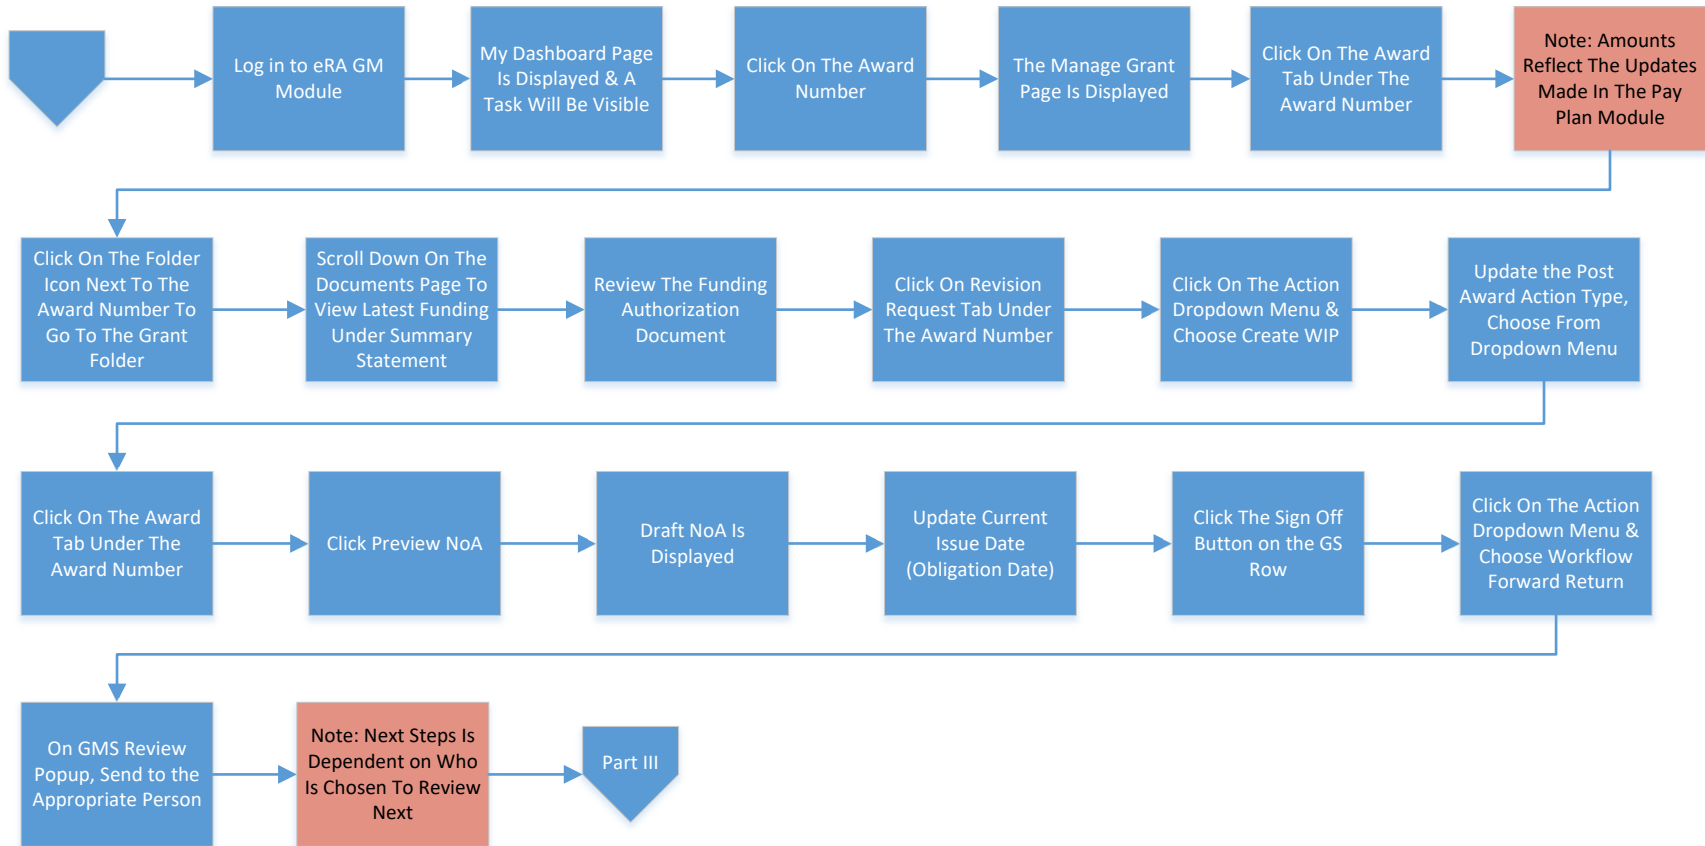 Log in to eRA GM
Module
My Dashboard Page
Is Displayed & A
Task Will Be Visible
Click On The Award
Number
The Manage Grant
Page Is Displayed
Click On The Award
Tab Under The
Award Number
Note: Amounts
Reflect The Updates
Made In The Pay
Plan Module
Click On The Folder
Icon Next To The
Award Number To
Go To The Grant
Folder
Scroll Down On The
Documents Page To
View Latest Funding
Under Summary
Statement
Review The Funding
Authorization
Document
Click On Revision
Request Tab Under
The Award Number
Click On The Action
Dropdown Menu &
Choose Create WIP
Update the Post
Award Action Type,
Choose From
Dropdown Menu
Click On The Award
Tab Under The
Award Number
Click Preview NoA
Draft NoA Is
Displayed
Update Current
Issue Date
(Obligation Date)
Click The Sign Off
Button on the GS
Row
Click On The Action
Dropdown Menu &
Choose Workflow
Forward Return
On GMS Review
Popup, Send to the
Appropriate Person
Note: Next Steps Is
Dependent on Who
Is Chosen To Review
Next
Part III